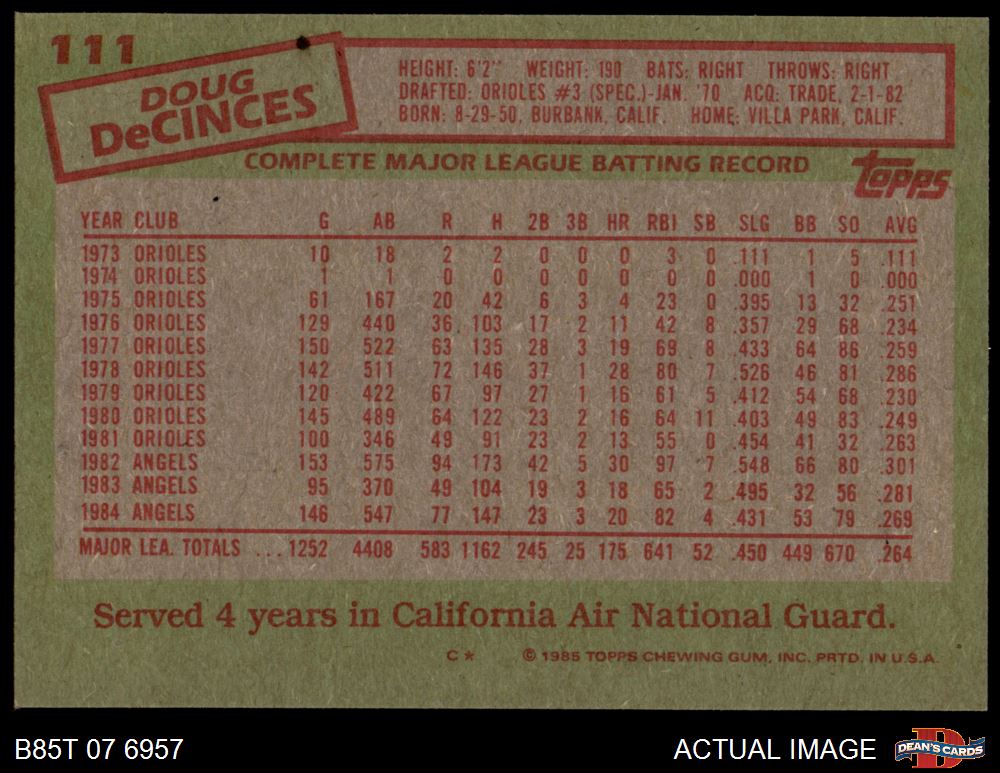 111
DOUG
DeCINCES
HEIGHT: 6'2" WEIGHT: 190 BATS: RIGHT THROWS: RIGHT
DRAFTED: ORIOLES #3 (SPEC.)-JAN. '70 ACQ: TRADE, 2-1-82
BORN: 8-29-50, BURBANK, CALIF. HOME: VILLA PARK, CALIF.
COMPLETE MAJOR LEAGUE BATTING RECORD
topps
YEAR CLUB G AB R H 2B 3B HR RBI SB SLG BB SO AVG
1973 ORIOLES 10 18 2 2 0 0 0 3 0 .111 1 5 .111
1974 ORIOLES 1 1 0 0 0 0 0 0 0 .000 1 0 .000
1975 ORIOLES 61 167 20 42 6 3 4 23 0 .395 13 32 .251
1976 ORIOLES 129 440 36 103 17 2 11 42 8 .357 29 68 .234
1977 ORIOLES 150 522 63 135 28 3 19 69 8 .433 64 86 .259
1978 ORIOLES 142 511 72 146 37 1 28 80 7 .526 46 81 .286
1979 ORIOLES 120 422 67 97 27 1 16 61 5 .412 54 68 .230
1980 ORIOLES 145 489 64 122 23 2 16 64 11 .403 49 83 .249
1981 ORIOLES 100 346 49 91 23 2 13 55 0 .454 41 32 .263
1982 ANGELS 153 575 94 173 42 5 30 97 7 .548 66 80 .301
1983 ANGELS 95 370 49 104 19 3 18 65 2 .495 32 56 .281
1984 ANGELS 146 547 77 147 23 3 20 82 4 .431 53 79 .269
MAJOR LEA. TOTALS ... 1252 4408 583 1162 245 25 175 641 52 .450 449 670 .264
Served 4 years in California Air National Guard.
C* © 1985 TOPPS CHEWING GUM, INC. PRTD. IN U.S.A.
B85T 07 6957
ACTUAL IMAGE
D
DEAN'S CARDS